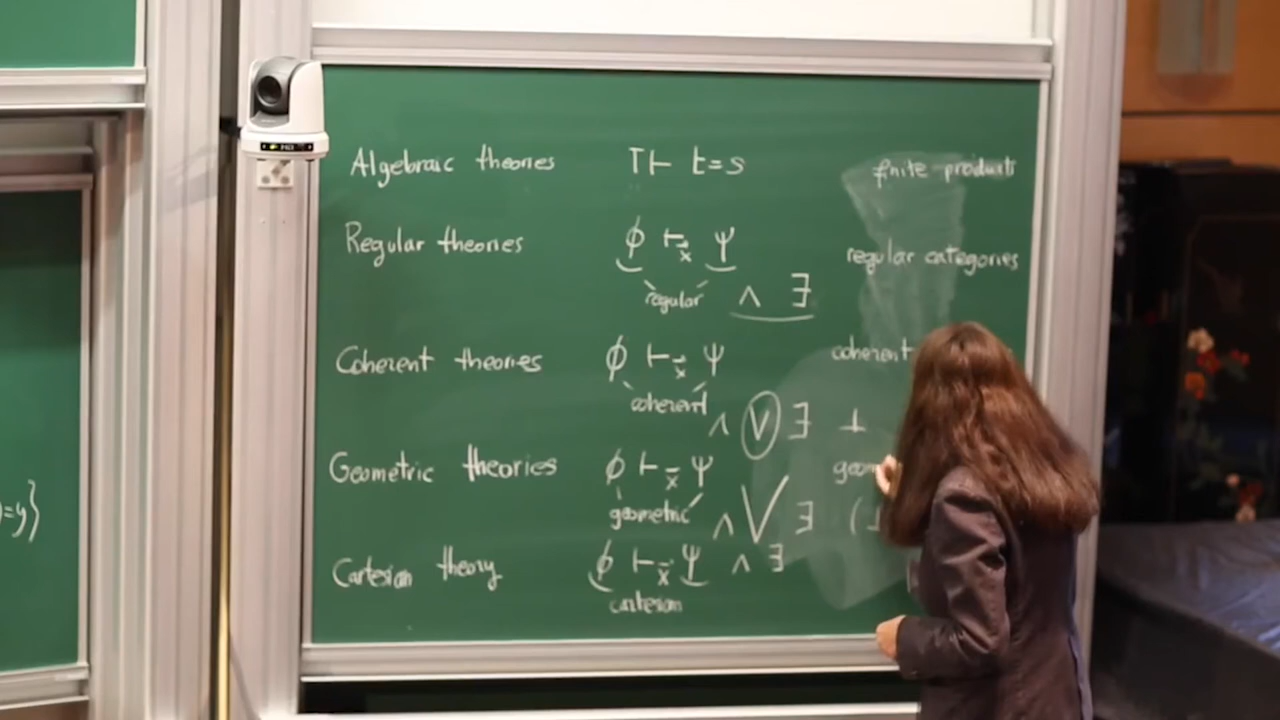 Algebraic theories T ⊢ t=s finite products
Regular theories ϕ ⊢x⃗ ψ regular categories
regular ∧ ∃
Coherent theories ϕ ⊢x⃗ ψ coherent
coherent ∧ ∨ ∃ ⊥
Geometric theories ϕ ⊢x⃗ ψ geom
geometric ∧ ⋁ ∃ (
Cartesian theory ϕ ⊢x⃗ ψ ∧ ∃
cartesian
=y}